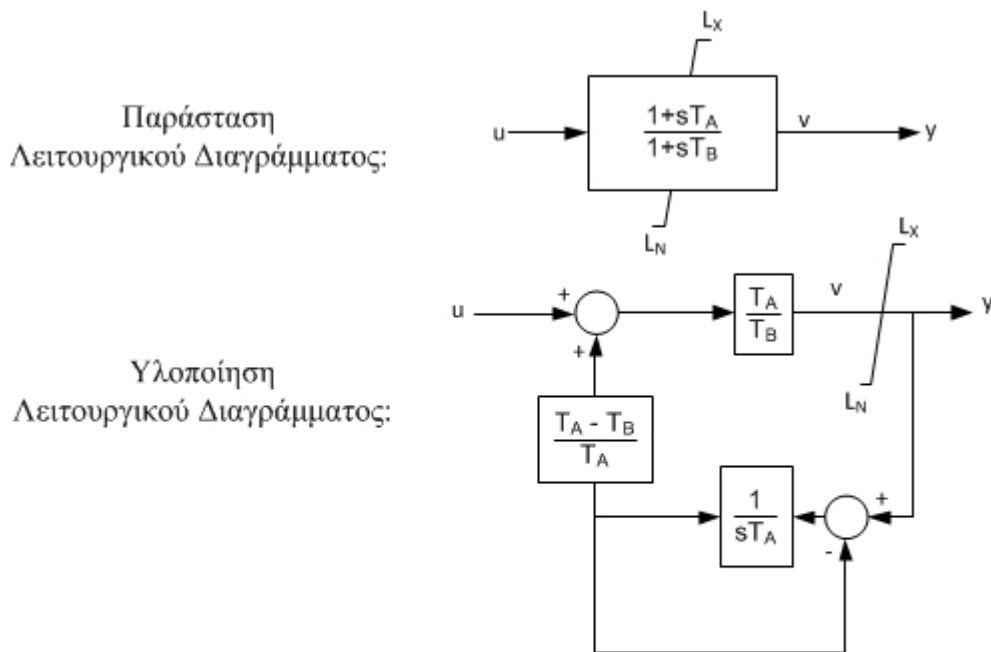 L_X
Παράσταση
Λειτουργικού Διαγράμματος:
u
1+sT_A
1+sT_B
v
y
L_N
u
+
+
T_A
T_B
v
L_X
y
L_N
Υλοποίηση
Λειτουργικού Διαγράμματος:
T_A - T_B
T_A
1
sT_A
+
-